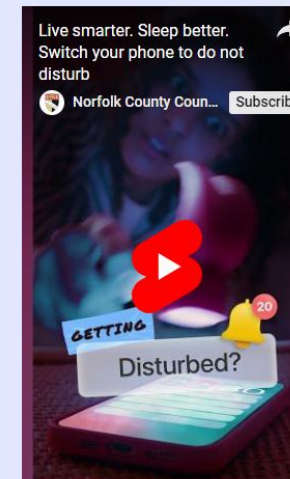 Live smarter. Sleep better.
Switch your phone to do not
disturb
Norfolk County Coun...
Subscrib
GETTING
20
Disturbed?